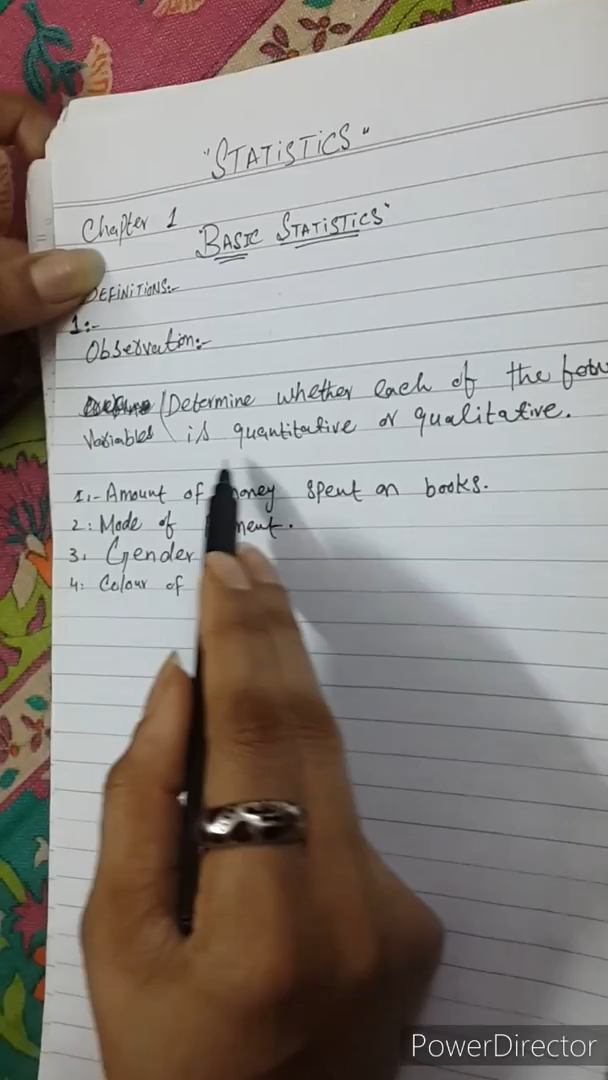 "STATISTICS"
Chapter 1
BASIC STATISTICS"
DEFINITIONS:-
1:-
Observation:-
(Determine whether each of the
Variables is quantitative or qualitative.
1.- Amount of money spent on books.
2: Mode of ment.
3. Gender
4: Colour of
PowerDirector